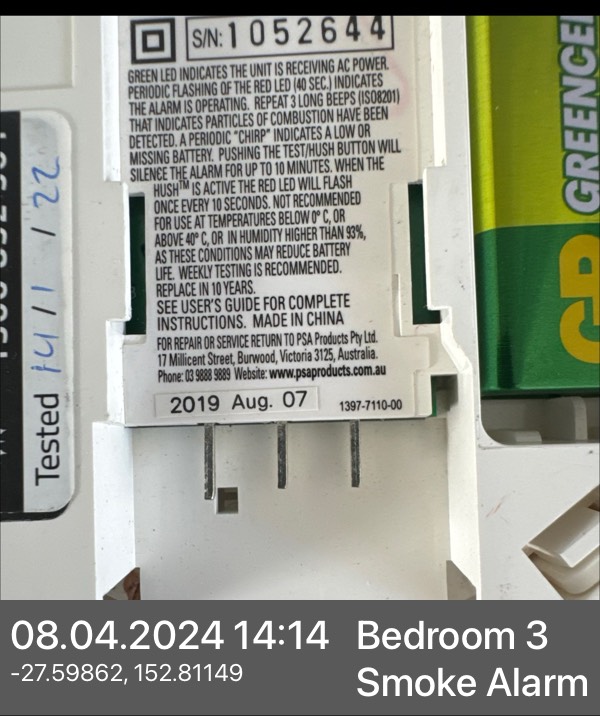 S/N: 1052644
GREEN LED INDICATES THE UNIT IS RECEIVING AC POWER.
PERIODIC FLASHING OF THE RED LED (40 SEC.) INDICATES
THE ALARM IS OPERATING. REPEAT 3 LONG BEEPS (ISO8201)
THAT INDICATES PARTICLES OF COMBUSTION HAVE BEEN
DETECTED. A PERIODIC "CHIRP" INDICATES A LOW OR
MISSING BATTERY. PUSHING THE TEST/HUSH BUTTON WILL
SILENCE THE ALARM FOR UP TO 10 MINUTES. WHEN THE
HUSH™ IS ACTIVE THE RED LED WILL FLASH
ONCE EVERY 10 SECONDS. NOT RECOMMENDED
FOR USE AT TEMPERATURES BELOW 0° C, OR
ABOVE 40° C, OR IN HUMIDITY HIGHER THAN 93%,
AS THESE CONDITIONS MAY REDUCE BATTERY
LIFE. WEEKLY TESTING IS RECOMMENDED.
REPLACE IN 10 YEARS.
SEE USER'S GUIDE FOR COMPLETE
INSTRUCTIONS. MADE IN CHINA
FOR REPAIR OR SERVICE RETURN TO PSA Products Pty Ltd.
17 Millicent Street, Burwood, Victoria 3125, Australia.
Phone: 03 9888 9889 Website: www.psaproducts.com.au
2019 Aug. 07
1397-7110-00
Tested 14/1/22
GP
08.04.2024 14:14
-27.59862, 152.81149
Bedroom 3
Smoke Alarm